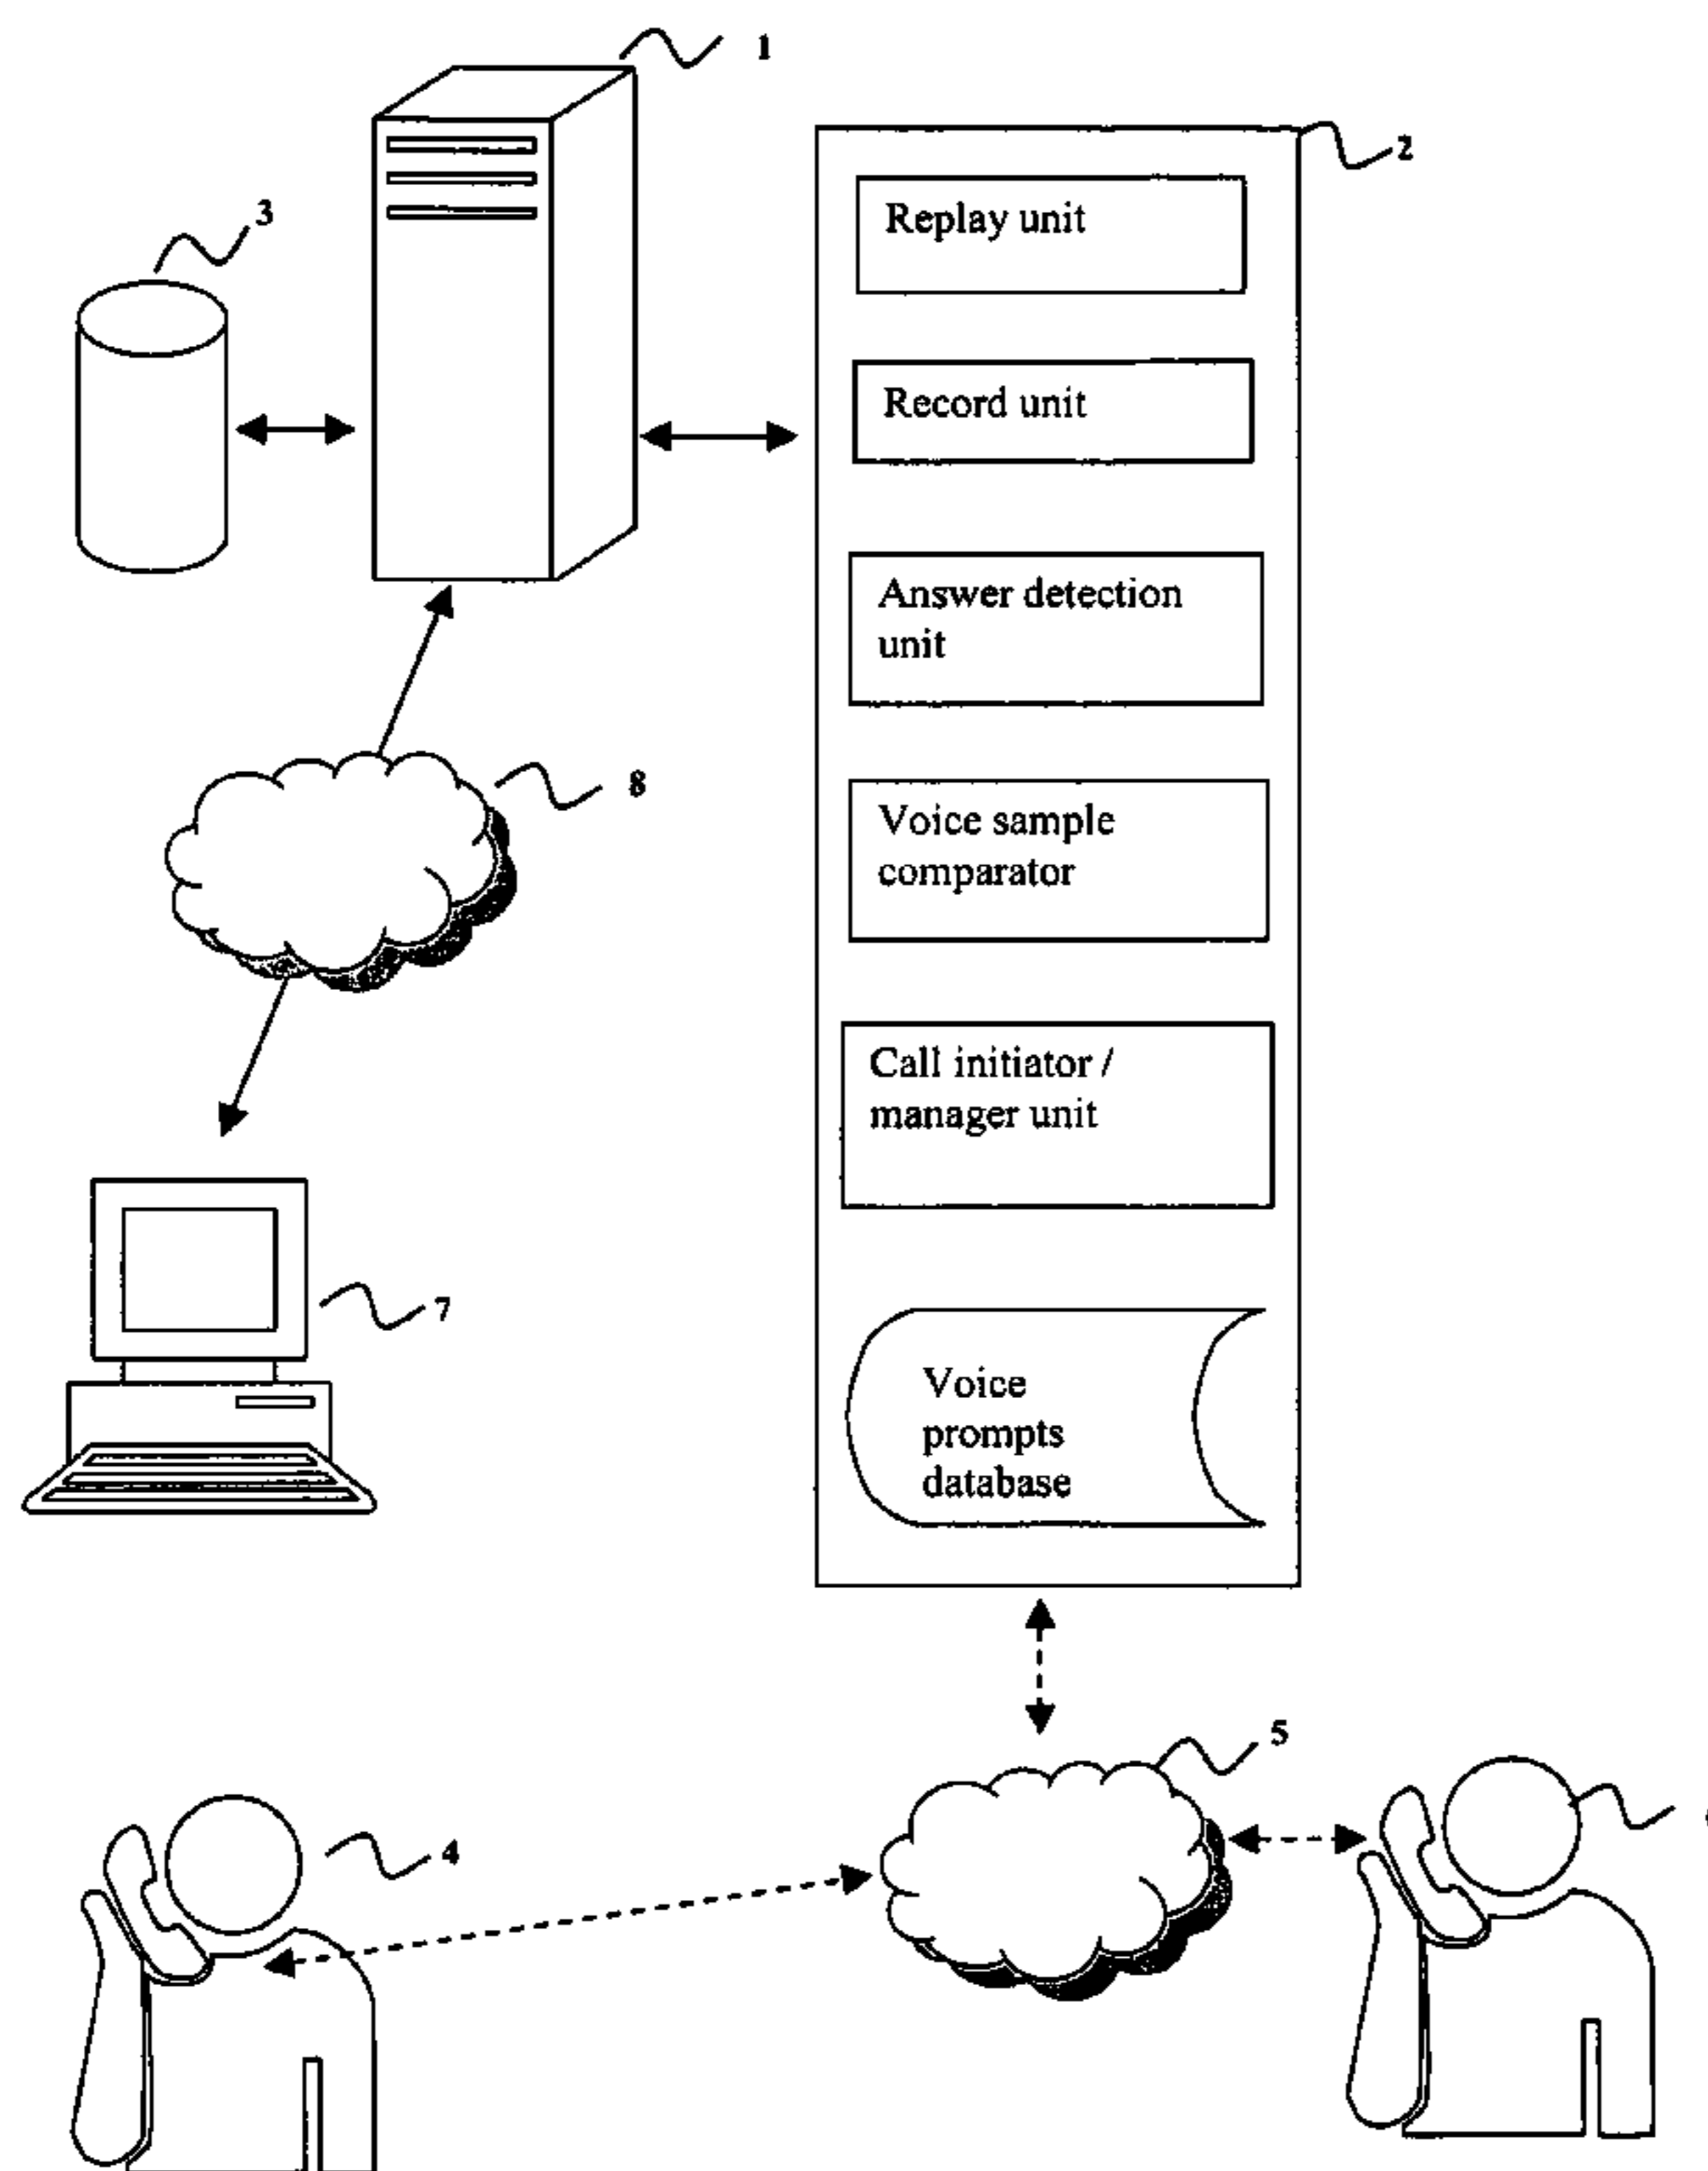 1
2
3
Replay unit
Record unit
Answer detection
unit
8
Voice sample
comparator
Call initiator /
manager unit
7
Voice
prompts
database
5
4